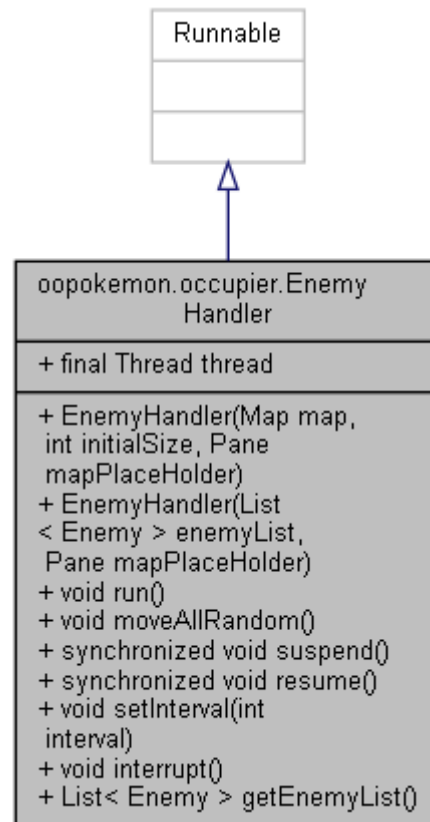 Runnable
oopokemon.occupier.Enemy
Handler
+ final Thread thread
+ EnemyHandler(Map map,
int initialSize, Pane
mapPlaceHolder)
+ EnemyHandler(List
< Enemy > enemyList,
Pane mapPlaceHolder)
+ void run()
+ void moveAllRandom()
+ synchronized void suspend()
+ synchronized void resume()
+ void setInterval(int
interval)
+ void interrupt()
+ List< Enemy > getEnemyList()